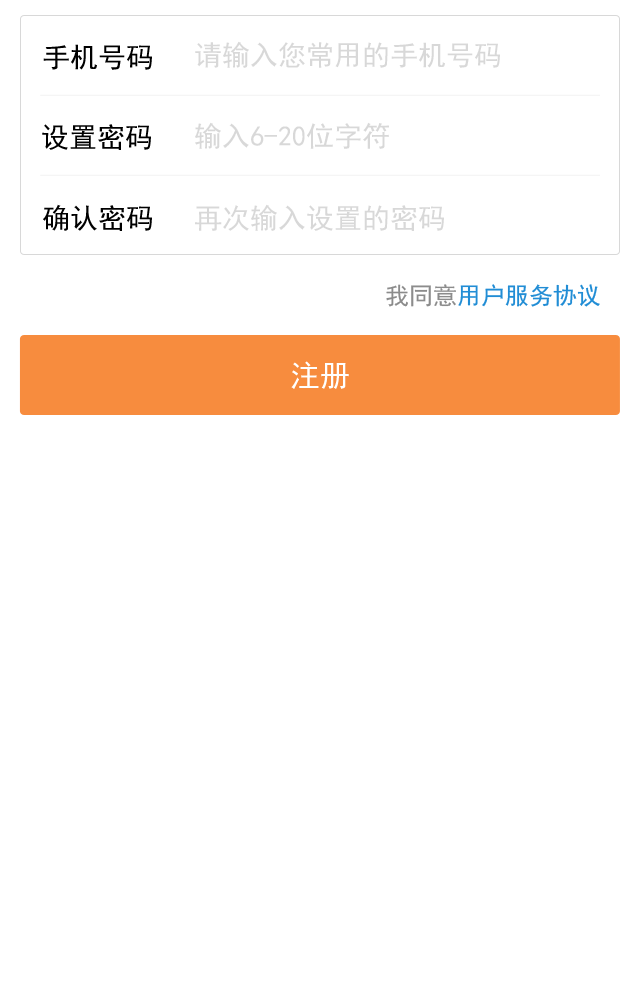 手机号码 请输入您常用的手机号码
设置密码 输入6-20位字符
确认密码 再次输入设置的密码
我同意用户服务协议
注册